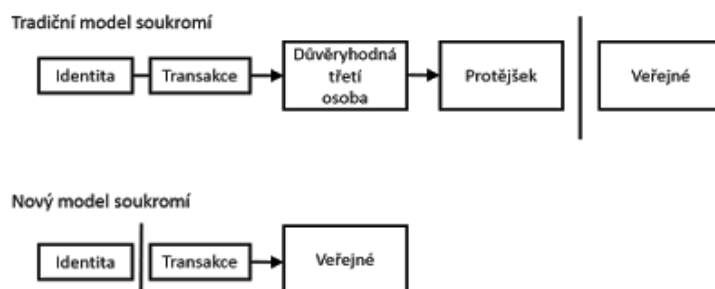 Tradiční model soukromí
Identita
Transakce
Důvěryhodná
třetí
osoba
Protějšek
Veřejné
Nový model soukromí
Identita
Transakce
Veřejné